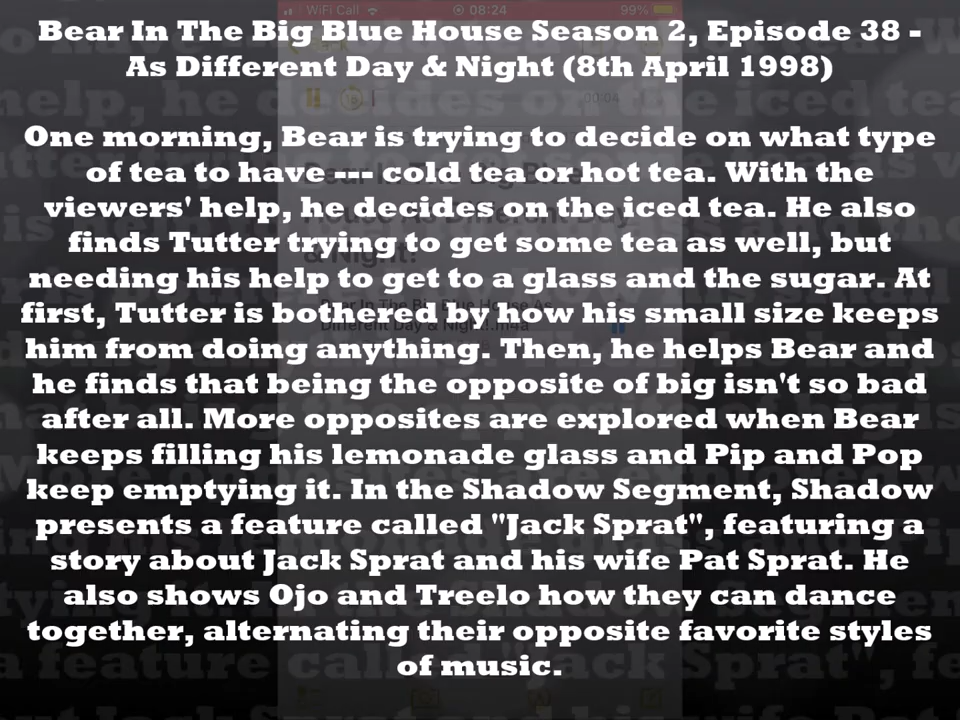 WiFi Call 08:24 99%
Bear In The Big Blue House Season 2, Episode 38 -
As Different Day & Night (8th April 1998)
One morning, Bear is trying to decide on what type
of tea to have --- cold tea or hot tea. With the
viewers' help, he decides on the iced tea. He also
finds Tutter trying to get some tea as well, but
needing his help to get to a glass and the sugar. At
first, Tutter is bothered by how his small size keeps
him from doing anything. Then, he helps Bear and
he finds that being the opposite of big isn't so bad
after all. More opposites are explored when Bear
keeps filling his lemonade glass and Pip and Pop
keep emptying it. In the Shadow Segment, Shadow
presents a feature called "Jack Sprat", featuring a
story about Jack Sprat and his wife Pat Sprat. He
also shows Ojo and Treelo how they can dance
together, alternating their opposite favorite styles
of music.